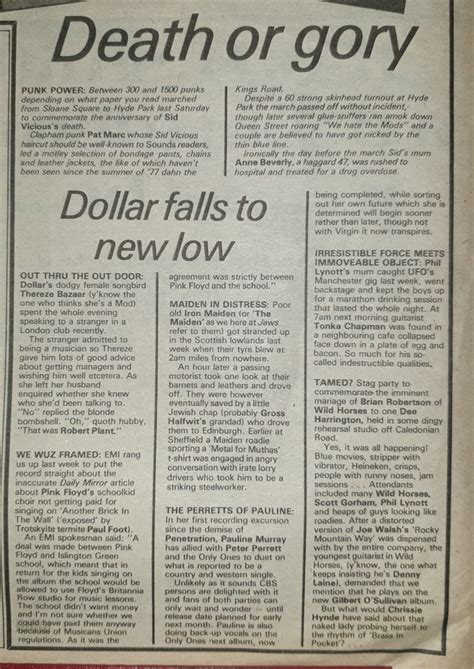 Death or gory
PUNK POWER: Between 300 and 1500 punks
depending on what paper you read marched
from Sloane Square to Hyde Park last Saturday
to commemorate the anniversary of Sid
Vicious's death.
Clapham punk Pat Marc whose Sid Vicious
haircut should be well-known to Sounds readers,
led a motley selection of bondage pants, chains
and leather jackets, the like of which haven't
been seen since the summer of '77 dahn the
Kings Road.
Despite a 60 strong skinhead turnout at Hyde
Park the march passed off without incident,
though later several glue-sniffers ran amok down
Queen Street roaring "We hate the Mods" and a
couple are believed to have got nicked by the
thin blue line.
Ironically the day before the march Sid's mum
Anne Beverly, a haggard 47, was rushed to
hospital and treated for a drug overdose.
Dollar falls to
new low
OUT THRU THE OUT DOOR:
Dollar's dodgy female songbird
Thereze Bazaar (y'know the
one who thinks she's a Mod)
spent the whole evening
speaking to a stranger in a
London club recently.
The stranger admitted to
being a musician so Thereze
gave him lots of good advice
about getting managers and
wishing him well etcetera. As
she left her husband
enquired whether she knew
who she'd been talking to.
"No" replied the blonde
bombshell. "Oh," quoth hubby,
"That was Robert Plant."
WE WUZ FRAMED: EMI rang
us up last week to put the
record straight about the
inaccurate Daily Mirror article
about Pink Floyd's schoolkid
choir not getting paid for
singing on 'Another Brick In
The Wall' ('exposed' by
Trotskyite termite Paul Foot).
An EMI spokesman said: "A
deal was made between Pink
Floyd and Islington Green
school, which meant that in
return for the kids singing on
the album the school would be
allowed to use Floyd's Britannia
Row studio for music lessons.
The school didn't want money
and I'm not sure whether we
could have paid them anyway
because of Musicans Union
regulations. As it was the
agreement was strictly between
Pink Floyd and the school."
MAIDEN IN DISTRESS: Poor
old Iron Maiden (or 'The
Maiden' as we here at Jaws
refer to them) got stranded up
in the Scottish lowlands last
week when their tyre blew at
2am miles from nowhere.
An hour later a passing
motorist took one look at their
barnets and leathers and drove
off. They were however
eventually saved by a little
Jewish chap (probably Gross
Halfwit's grandad) who drove
them to Edinburgh. Earlier at
Sheffield a Maiden roadie
sporting a 'Metal for Muthas'
t-shirt was engaged in angry
conversation with irate lorry
drivers who took him to be a
striking steelworker.
THE PERRETTS OF PAULINE:
In her first recording excursion
since the demise of
Penetration, Pauline Murray
has allied with Peter Perrett
and the Only Ones to duet on
what is reported to be a
country and western single.
Unlikely as it sounds CBS
persons are delighted with it
and fans of both parties can
only wait and wonder — until
release date planned for early
next month. Pauline is also
doing back-up vocals on the
Only Ones next album, now
being completed, while sorting
out her own future which she is
determined will begin sooner
rather than later, though not
with Virgin it now transpires.
IRRESISTIBLE FORCE MEETS
IMMOVEABLE OBJECT: Phil
Lynott's mum caught UFO's
Manchester gig last week, went
backstage and kept the boys up
for a marathon drinking session
that lasted the whole night. At
7am next morning guitarist
Tonka Chapman was found in
a neighbouring cafe collapsed
face down in a plate of egg and
bacon. So much for his so-
called indestructible qualities,
TAMED? Stag party to
commemorate the imminent
mariage of Brian Robertson of
Wild Horses to one Dee
Harrington, held in some dingy
rehearsal studio off Caledonian
Road.
Yes, it was all happening!
Blue movies, stripper with
vibrator, Heineken, crisps,
people with runny noses, jam
sessions . . . Attendants
included many Wild Horses,
Scott Gorham, Phil Lynott
and heaps of guys looking like
roadies. After a distorted
version of Joe Walsh's 'Rocky
Mountain Way' was dispensed
with the entire company, the
youngest guitarist in Wild
Horses, (y'know, the one what
keeps insisting he's Denny
Laine), demanded that we
mention that he plays on the
new Gilbert O'Sullivan album.
But what would Chrissie
Hynde have said about that
naked lady probing herself to
the rhythm of 'Brass In
Pocket'?